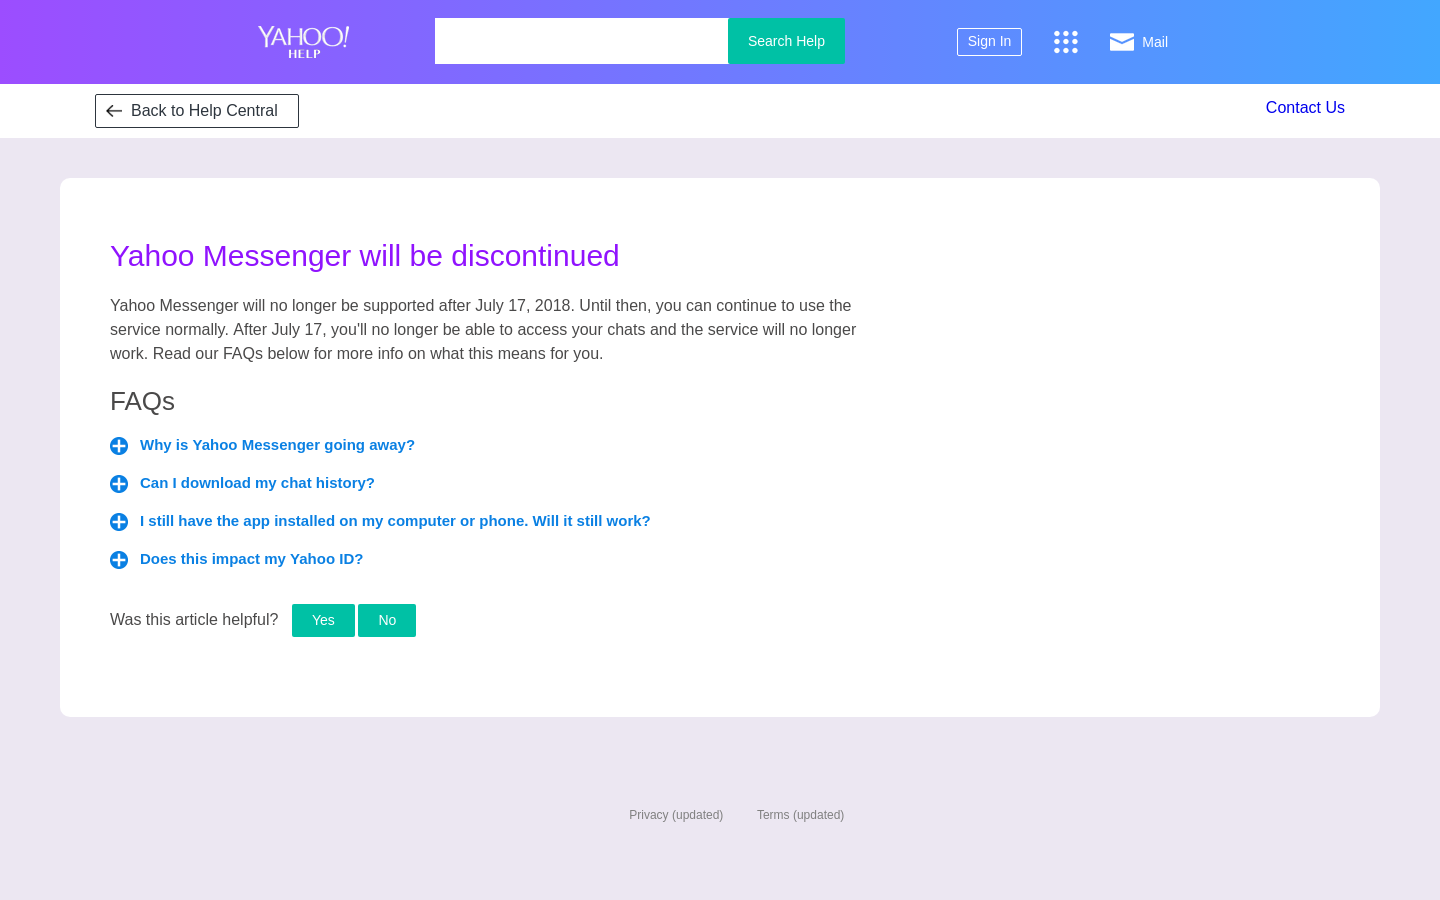 YAHOO!
HELP
Search Help
Sign In
Mail
Back to Help Central
Contact Us
Yahoo Messenger will be discontinued
Yahoo Messenger will no longer be supported after July 17, 2018. Until then, you can continue to use the
service normally. After July 17, you'll no longer be able to access your chats and the service will no longer
work. Read our FAQs below for more info on what this means for you.
FAQs
Why is Yahoo Messenger going away?
Can I download my chat history?
I still have the app installed on my computer or phone. Will it still work?
Does this impact my Yahoo ID?
Was this article helpful?
Yes
No
Privacy (updated)
Terms (updated)